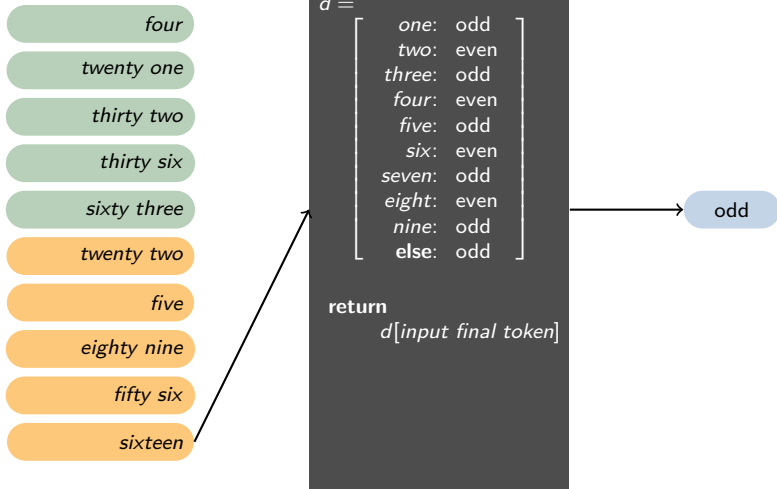 four
twenty one
thirty two
thirty six
sixty three
twenty two
five
eighty nine
fifty six
sixteen
d =
one: odd
two: even
three: odd
four: even
five: odd
six: even
seven: odd
eight: even
nine: odd
else: odd
return
d[input final token]
odd